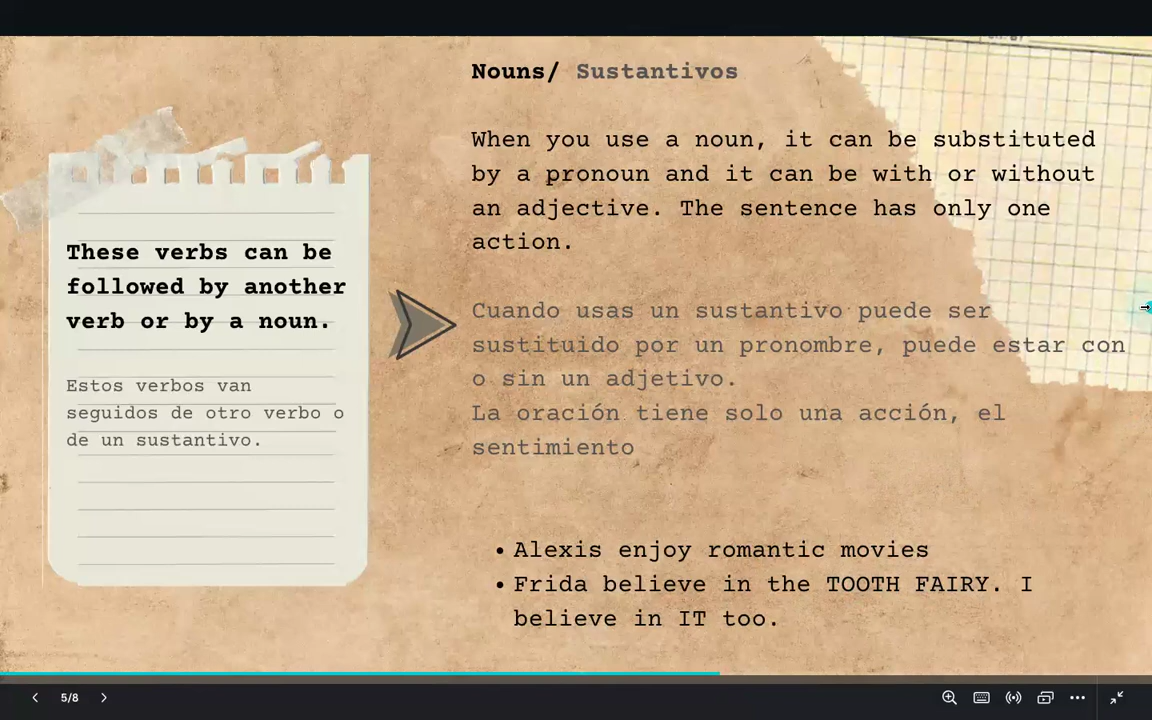 These verbs can be
followed by another
verb or by a noun.
Estos verbos van
seguidos de otro verbo o
de un sustantivo.
Nouns/ Sustantivos
When you use a noun, it can be substituted
by a pronoun and it can be with or without
an adjective. The sentence has only one
action.
Cuando usas un sustantivo puede ser
sustituido por un pronombre, puede estar con
o sin un adjetivo.
La oración tiene solo una acción, el
sentimiento
• Alexis enjoy romantic movies
• Frida believe in the TOOTH FAIRY. I
believe in IT too.
5/8